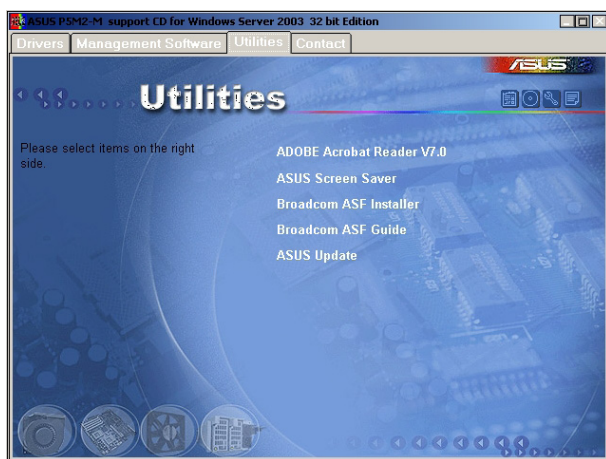 ASUS P5M2-M support CD for Windows Server 2003 32 bit Edition
Drivers Management Software Utilities Contact
ASUS
Utilities
Please select items on the right
side.
ADOBE Acrobat Reader V7.0
ASUS Screen Saver
Broadcom ASF Installer
Broadcom ASF Guide
ASUS Update